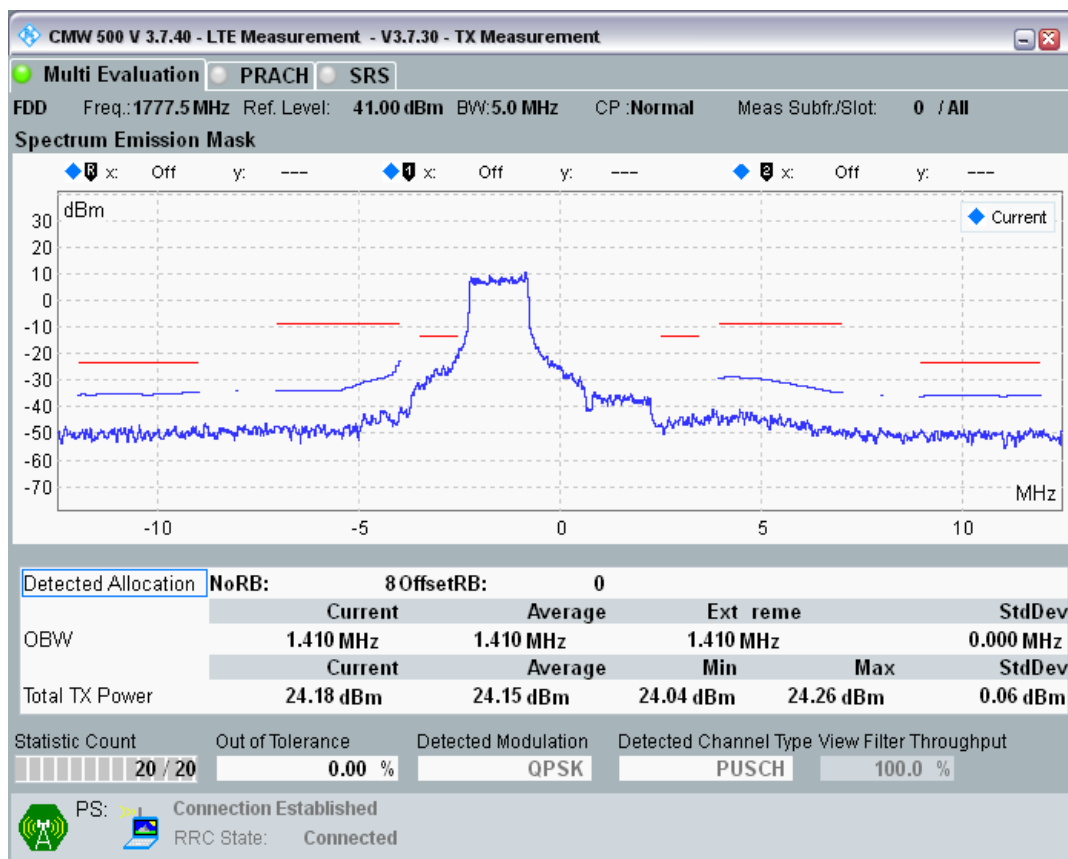 CMW 500 V 3.7.40 - LTE Measurement - V3.7.30 - TX Measurement
Multi Evaluation PRACH SRS
FDD Freq.: 1777.5 MHz Ref. Level: 41.00 dBm BW: 5.0 MHz CP : Normal Meas Subfr./Slot: 0 / All
Spectrum Emission Mask
R x: Off y: --- 1 x: Off y: --- 2 x: Off y: ---
dBm
Current
30
20
10
0
-10
-20
-30
-40
-50
-60
-70
MHz
-10 -5 0 5 10
Detected Allocation NoRB: 8 OffsetRB: 0
Current Average Ext reme StdDev
OBW 1.410 MHz 1.410 MHz 1.410 MHz 0.000 MHz
Current Average Min Max StdDev
Total TX Power 24.18 dBm 24.15 dBm 24.04 dBm 24.26 dBm 0.06 dBm
Statistic Count Out of Tolerance Detected Modulation Detected Channel Type View Filter Throughput
20 / 20 0.00 % QPSK PUSCH 100.0 %
PS: Connection Established
RRC State: Connected